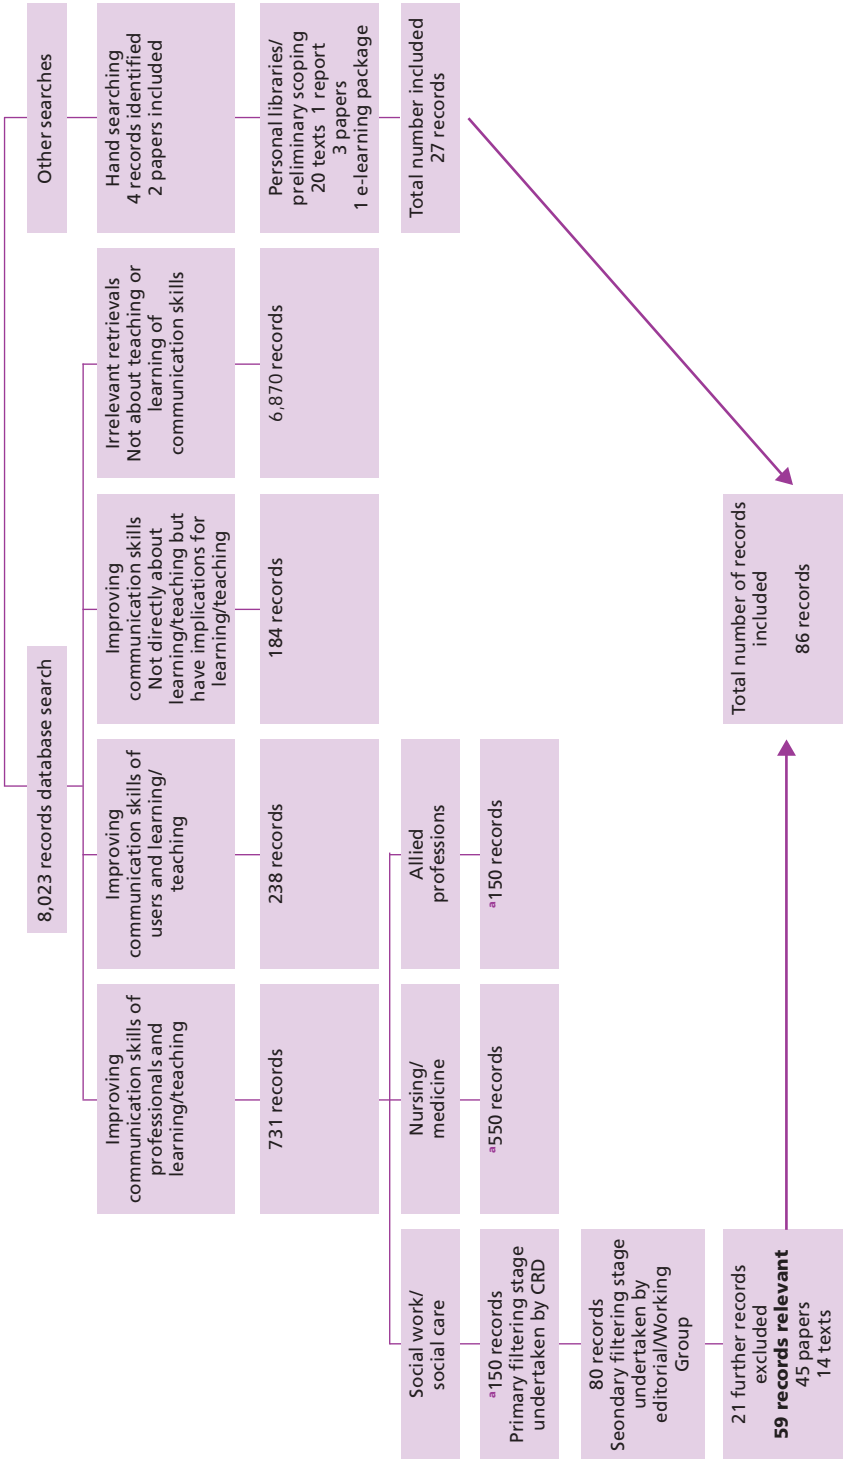 8,023 records database search
Other searches
Improving
communication skills of
professionals and
learning/teaching
Improving
communication skills of
users and learning/
teaching
Improving
communication skills
Not directly about
learning/teaching but
have implications for
learning/teaching
Irrelevant retrievals
Not about teaching or
learning of
communication skills
Hand searching
4 records identified
2 papers included
731 records
238 records
184 records
6,870 records
Personal libraries/
preliminary scoping
20 texts 1 report
3 papers
1 e-learning package
Social work/
social care
Nursing/
medicine
Allied
professions
Total number included
27 records
a150 records
Primary filtering stage
undertaken by CRD
a550 records
a150 records
80 records
Seondary filtering stage
undertaken by
editorial/Working
Group
21 further records
excluded
59 records relevant
45 papers
14 texts
Total number of records
included
86 records